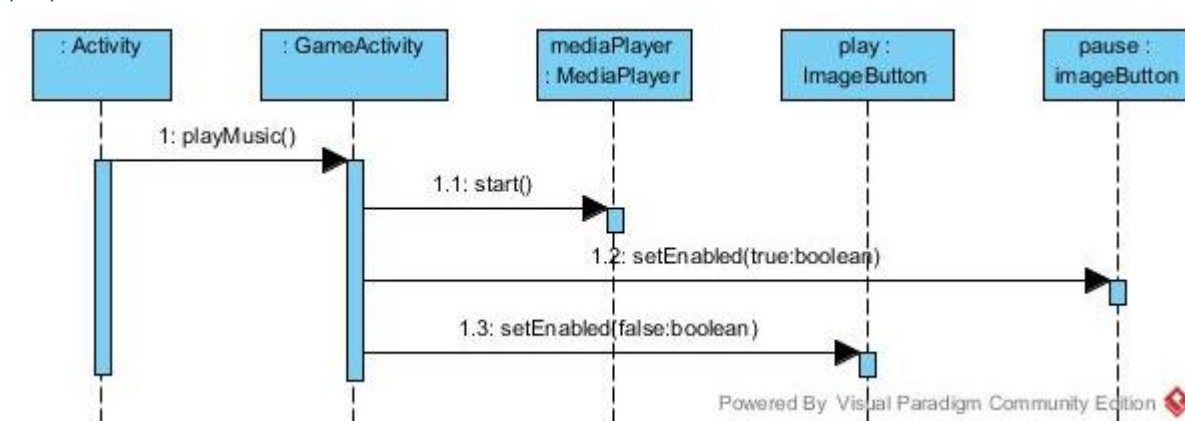 : Activity
: GameActivity
mediaPlayer
: MediaPlayer
play :
ImageButton
pause :
imageButton
1: playMusic()
1.1: start()
1.2: setEnabled(true:boolean)
1.3: setEnabled(false:boolean)
Powered By Visual Paradigm Community Edition